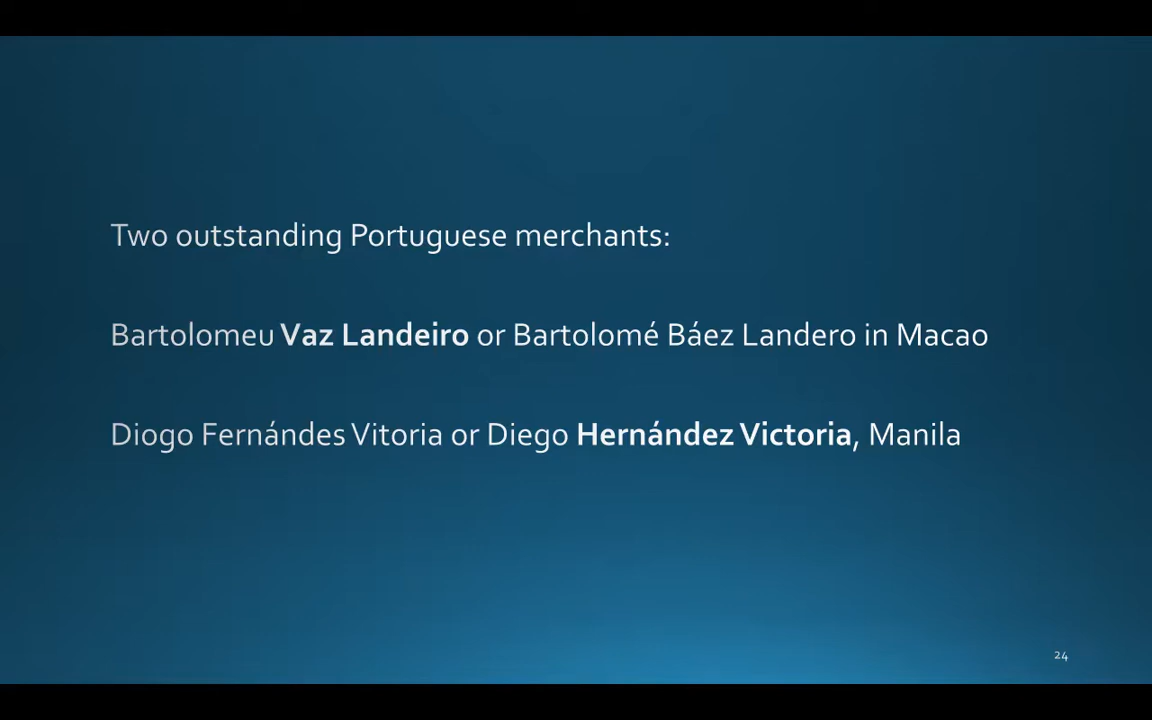 Two outstanding Portuguese merchants:
Bartolomeu Vaz Landeiro or Bartolomé Báez Landero in Macao
Diogo Fernándes Vitoria or Diego Hernández Victoria, Manila
24